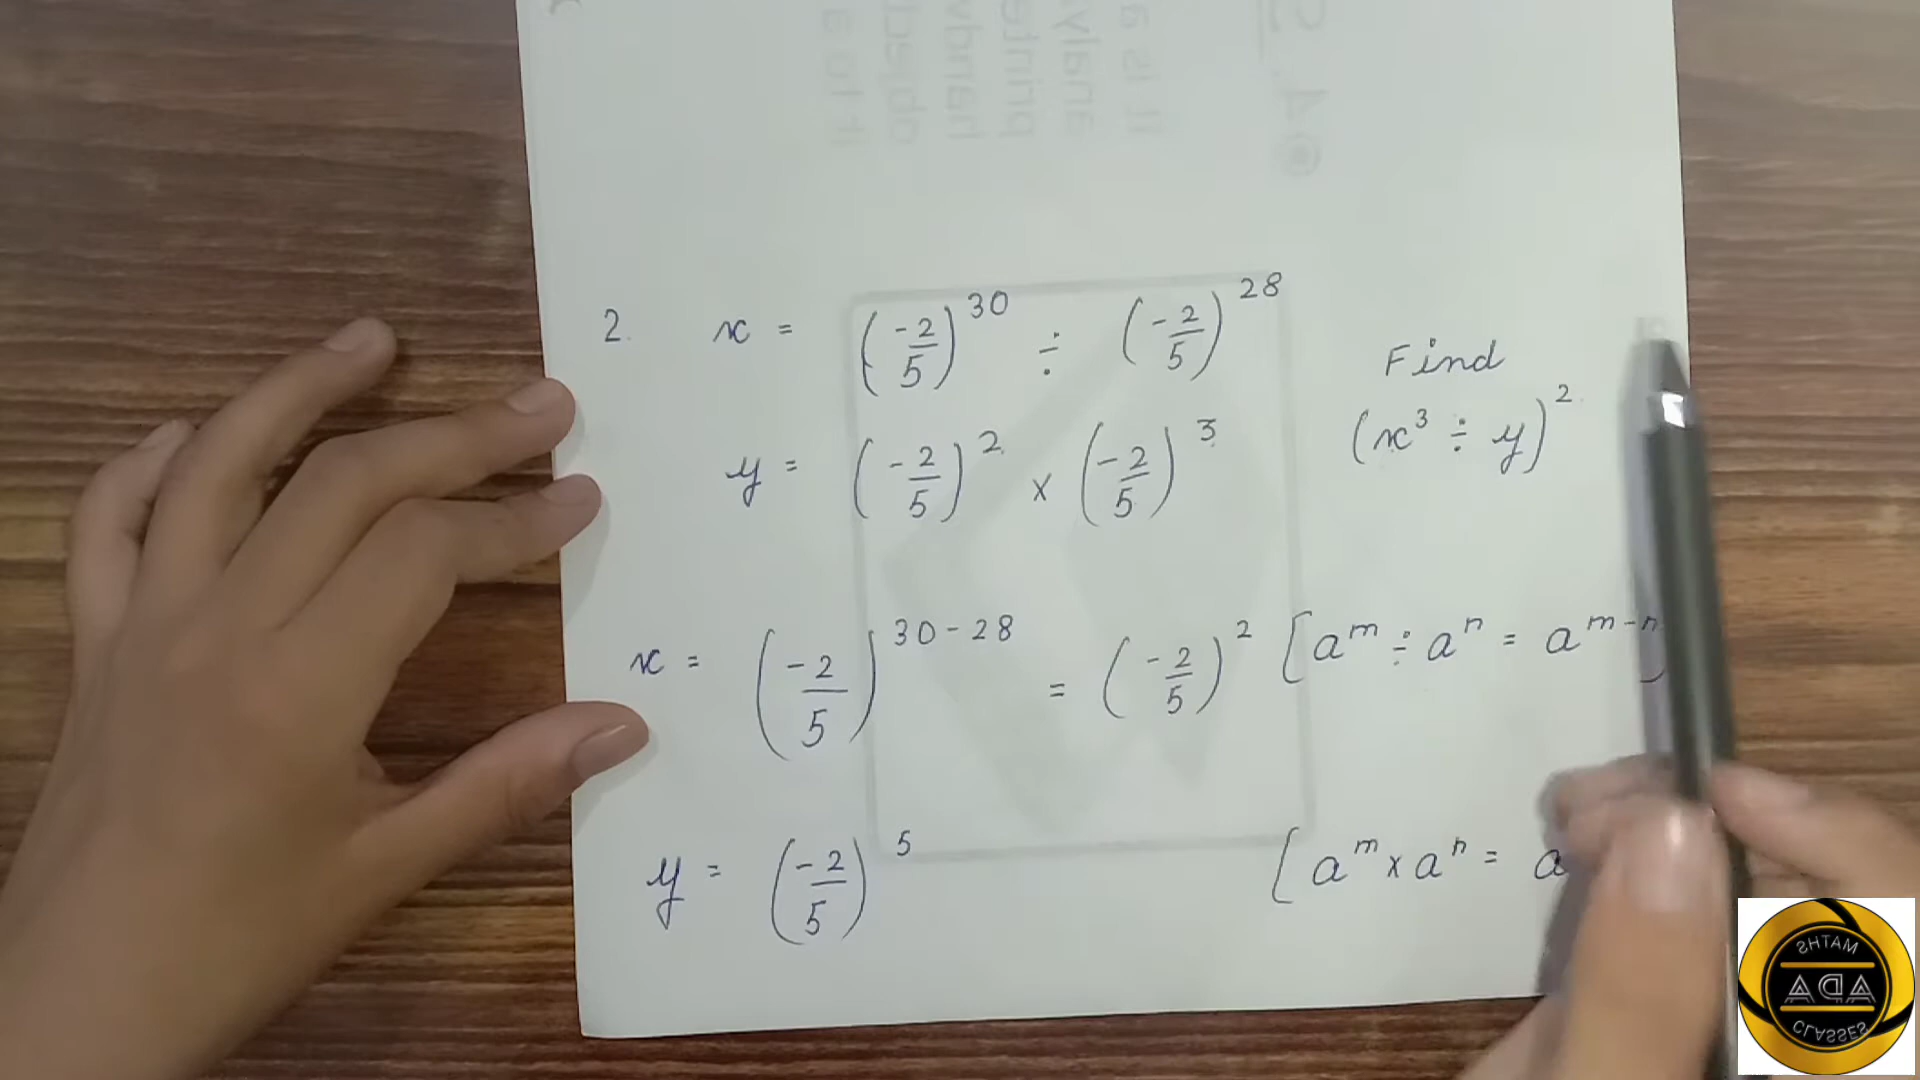 2. x = (-2/5)^30 ÷ (-2/5)^28
Find
y = (-2/5)^2 × (-2/5)^3
(x^3 ÷ y)^2
x = (-2/5)^30-28 = (-2/5)^2 [a^m ÷ a^n = a^m-n]
y = (-2/5)^5 [a^m × a^n = a
MATHS
ADA
CLASSES